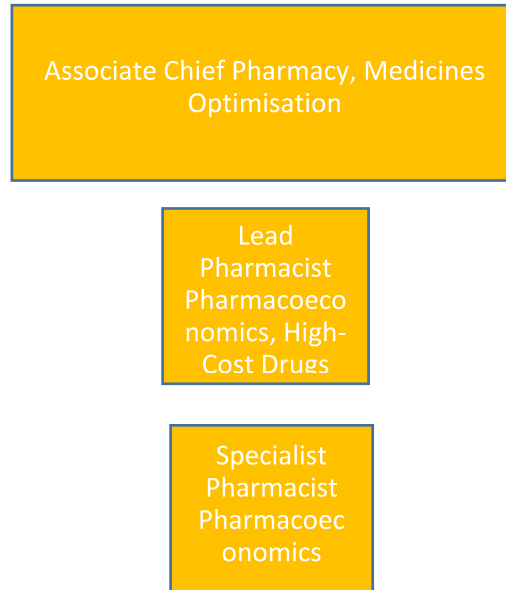 Associate Chief Pharmacy, Medicines
Optimisation
Lead
Pharmacist
Pharmacoeco
nomics, High-
Cost Drugs
Specialist
Pharmacist
Pharmacoec
onomics